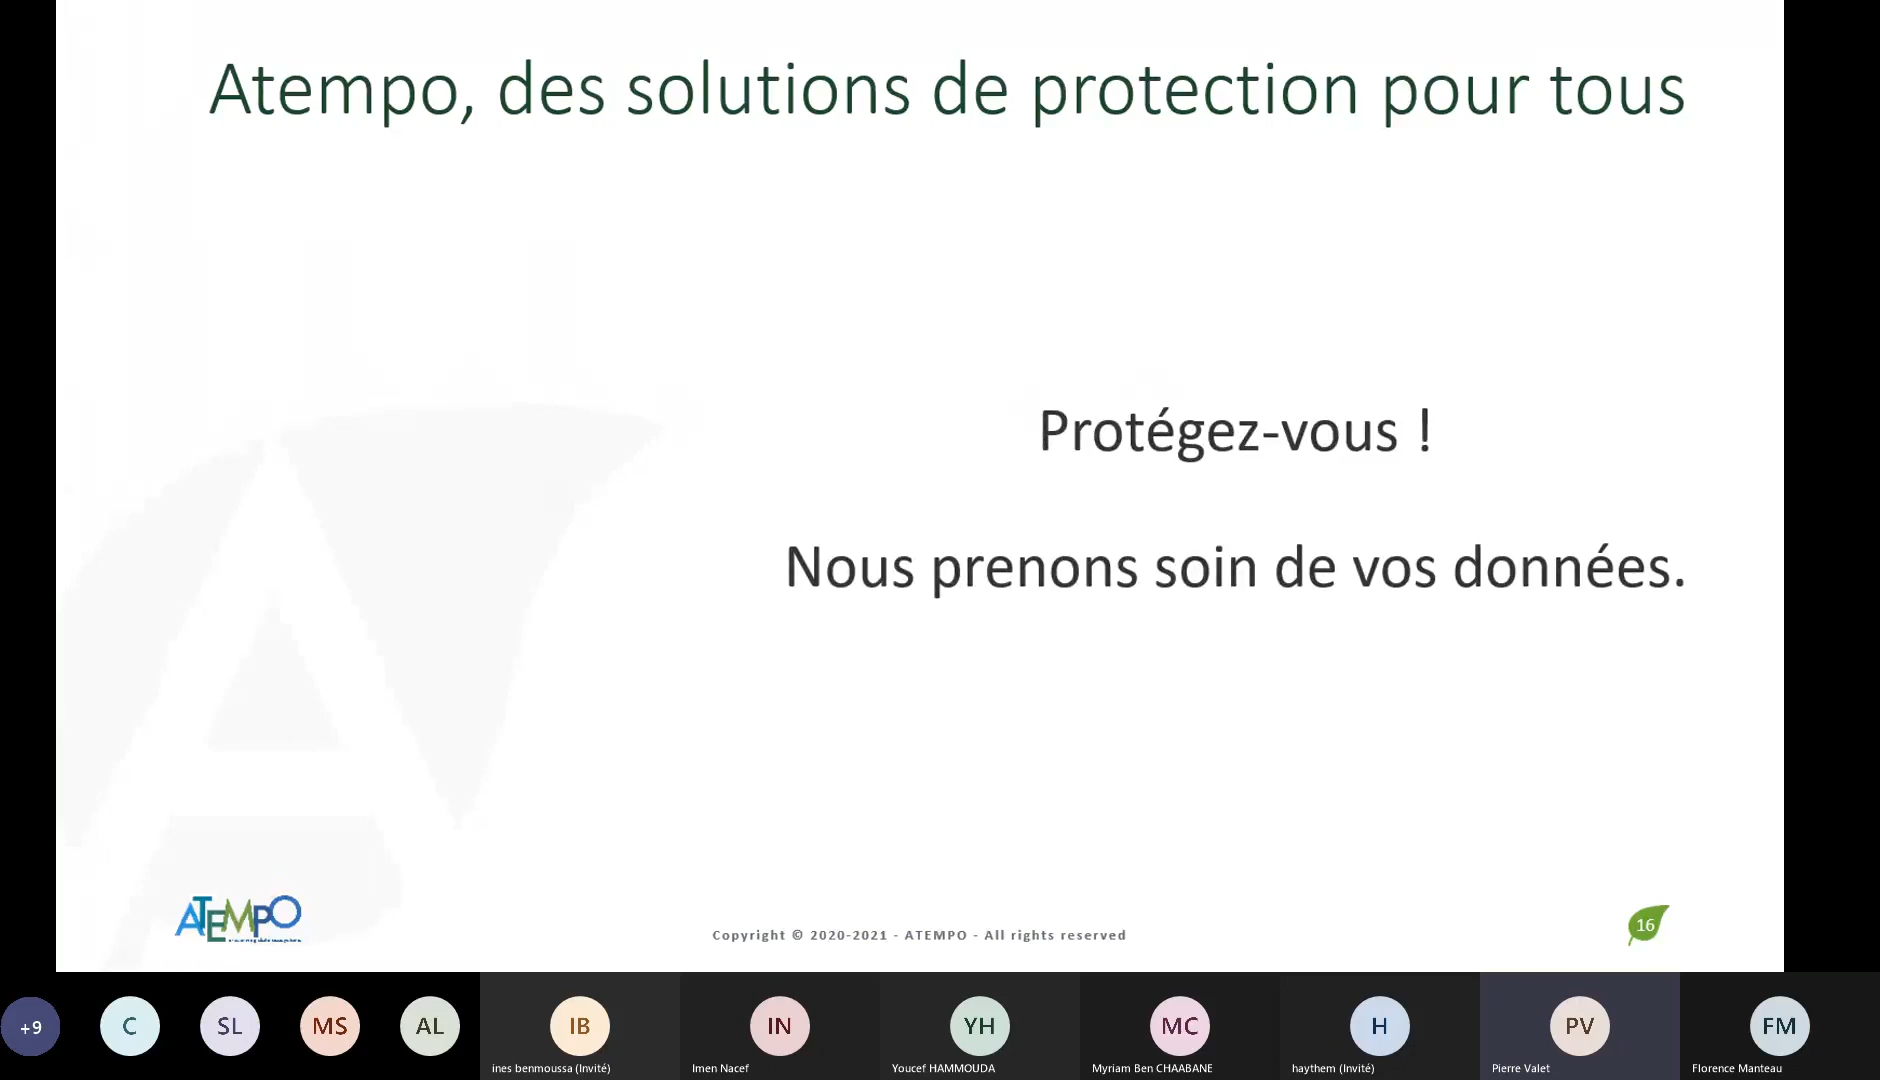 Atempo, des solutions de protection pour tous
Protégez-vous !
Nous prenons soin de vos données.
ATEMPO
Copyright © 2020-2021 - ATEMPO - All rights reserved
16
+9
C
SL
MS
AL
IB
IN
YH
MC
H
PV
FM
ines benmoussa (Invité)
Imen Nacef
Youcef HAMMOUDA
Myriam Ben CHAABANE
haythem (Invité)
Pierre Valet
Florence Manteau